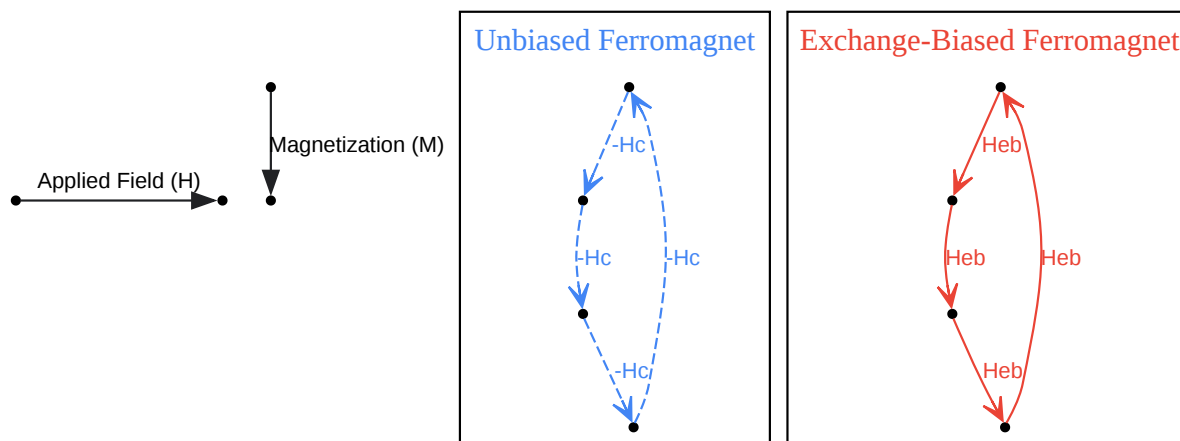 Unbiased Ferromagnet
Exchange-Biased Ferromagnet
Magnetization (M)
-Hc
Heb
Applied Field (H)
-Hc
-Hc
Heb
Heb
-Hc
Heb